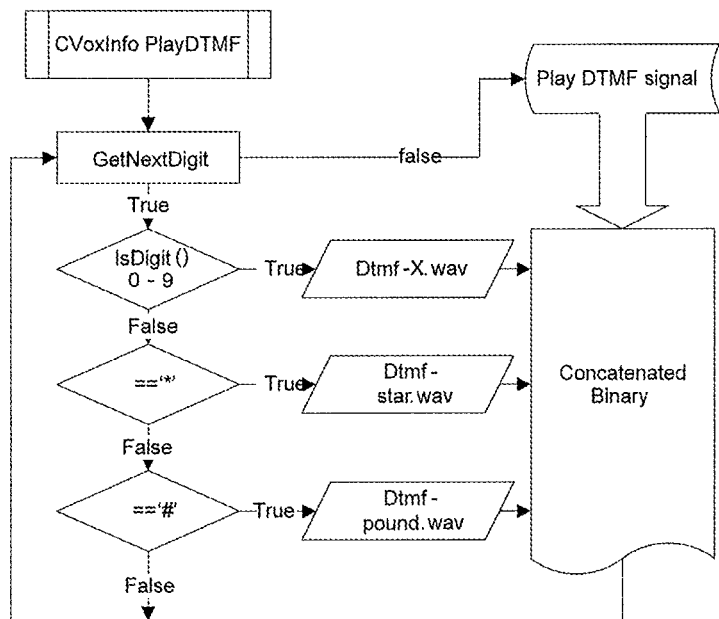 CVoxInfo PlayDTMF
Play DTMF signal
GetNextDigit
false
True
IsDigit ()
0 - 9
True
Dtmf -X. wav
False
=='*'
True
Dtmf -
star. wav
Concatenated
Binary
False
=='#'
True
Dtmf -
pound. wav
False